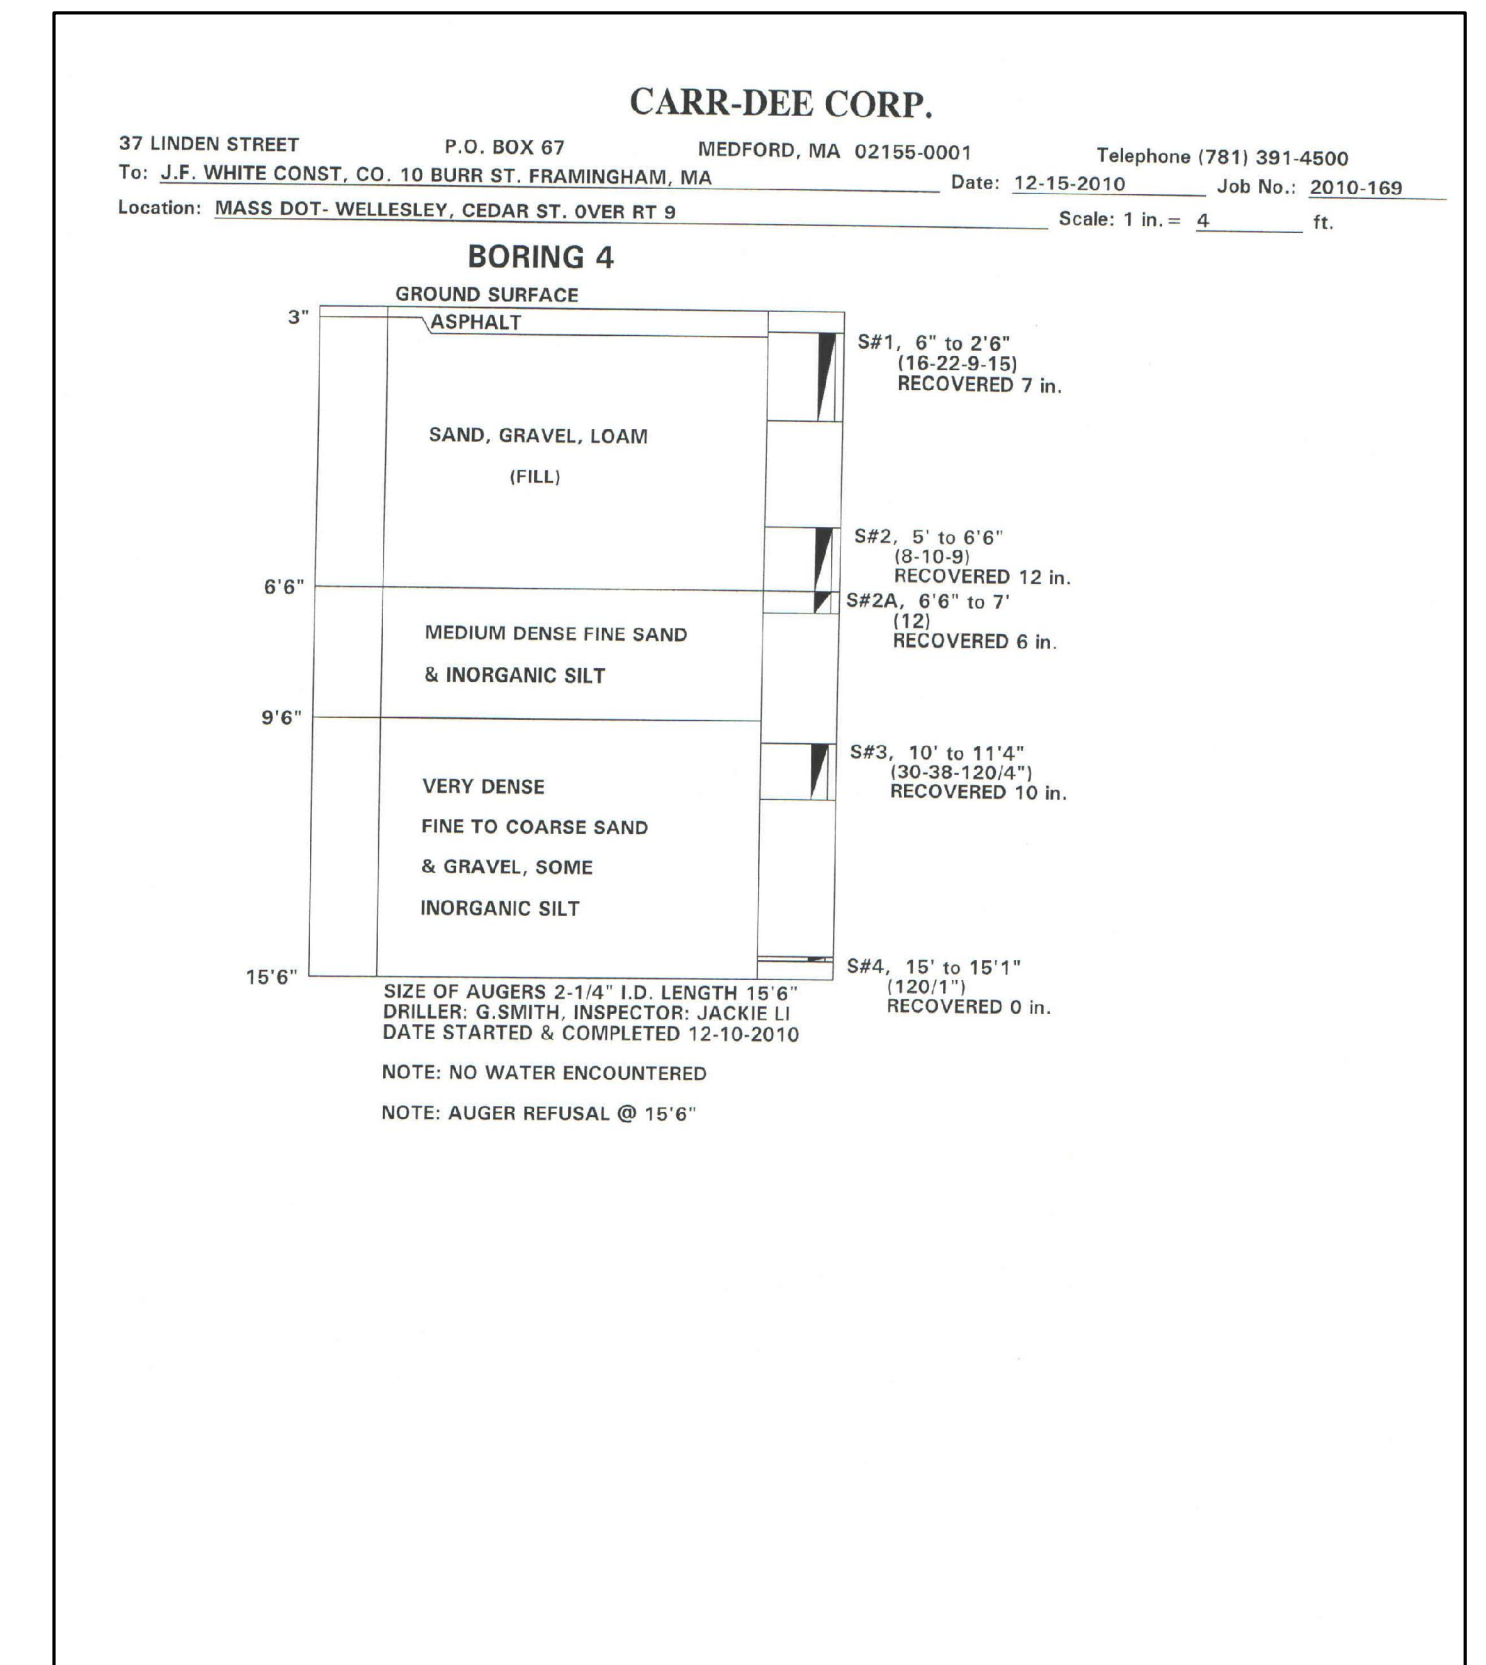 CARR-DEE CORP.
37 LINDEN STREET P.O. BOX 67 MEDFORD, MA 02155-0001 Telephone (781) 391-4500
To: J.F. WHITE CONST, CO. 10 BURR ST. FRAMINGHAM, MA Date: 12-15-2010 Job No.: 2010-169
Location: MASS DOT- WELLESLEY, CEDAR ST. 0VER RT 9 Scale: 1 in. = 4 ft.
BORING 4
GROUND SURFACE
3"
ASPHALT
S#1, 6" to 2'6"
(16-22-9-15)
RECOVERED 7 in.
SAND, GRAVEL, LOAM
(FILL)
S#2, 5' to 6'6"
(8-10-9)
RECOVERED 12 in.
6'6"
S#2A, 6'6" to 7'
(12)
RECOVERED 6 in.
MEDIUM DENSE FINE SAND
& INORGANIC SILT
9'6"
S#3, 10' to 11'4"
(30-38-120/4")
RECOVERED 10 in.
VERY DENSE
FINE TO COARSE SAND
& GRAVEL, SOME
INORGANIC SILT
15'6"
S#4, 15' to 15'1"
(120/1")
RECOVERED 0 in.
SIZE OF AUGERS 2-1/4" I.D. LENGTH 15'6"
DRILLER: G.SMITH, INSPECTOR: JACKIE LI
DATE STARTED & COMPLETED 12-10-2010
NOTE: NO WATER ENCOUNTERED
NOTE: AUGER REFUSAL @ 15'6"